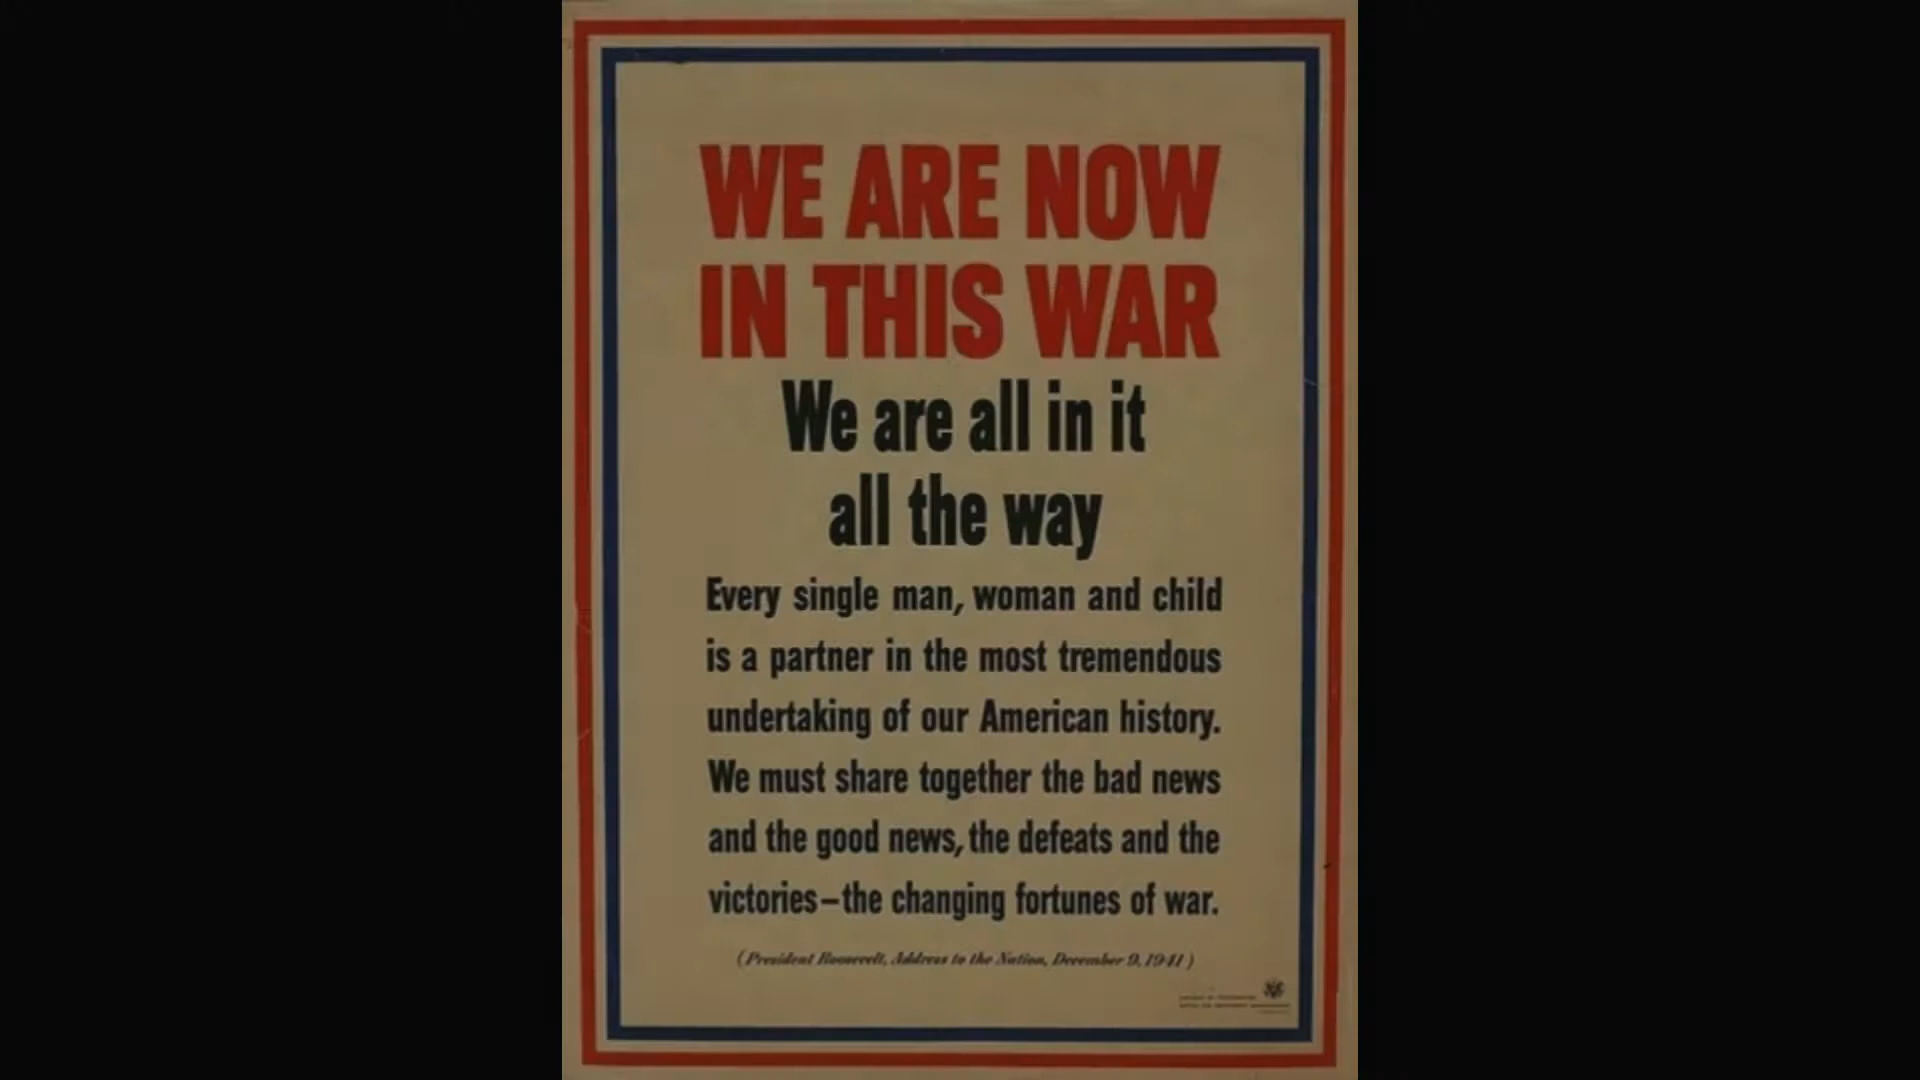 WE ARE NOW
IN THIS WAR
We are all in it
all the way
Every single man, woman and child
is a partner in the most tremendous
undertaking of our American history.
We must share together the bad news
and the good news, the defeats and the
victories—the changing fortunes of war.
(President Roosevelt, Address to the Nation, December 9, 1941)